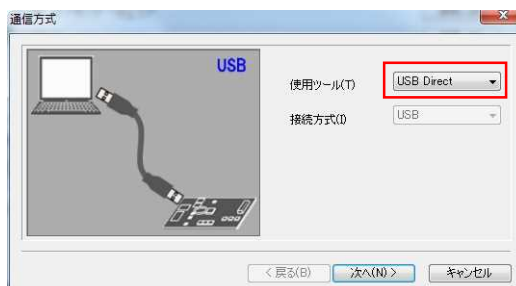 通信方式
USB
使用ツール(T)
USB Direct
接続方式(I)
USB
< 戻る(B)
次へ(N) >
キャンセル